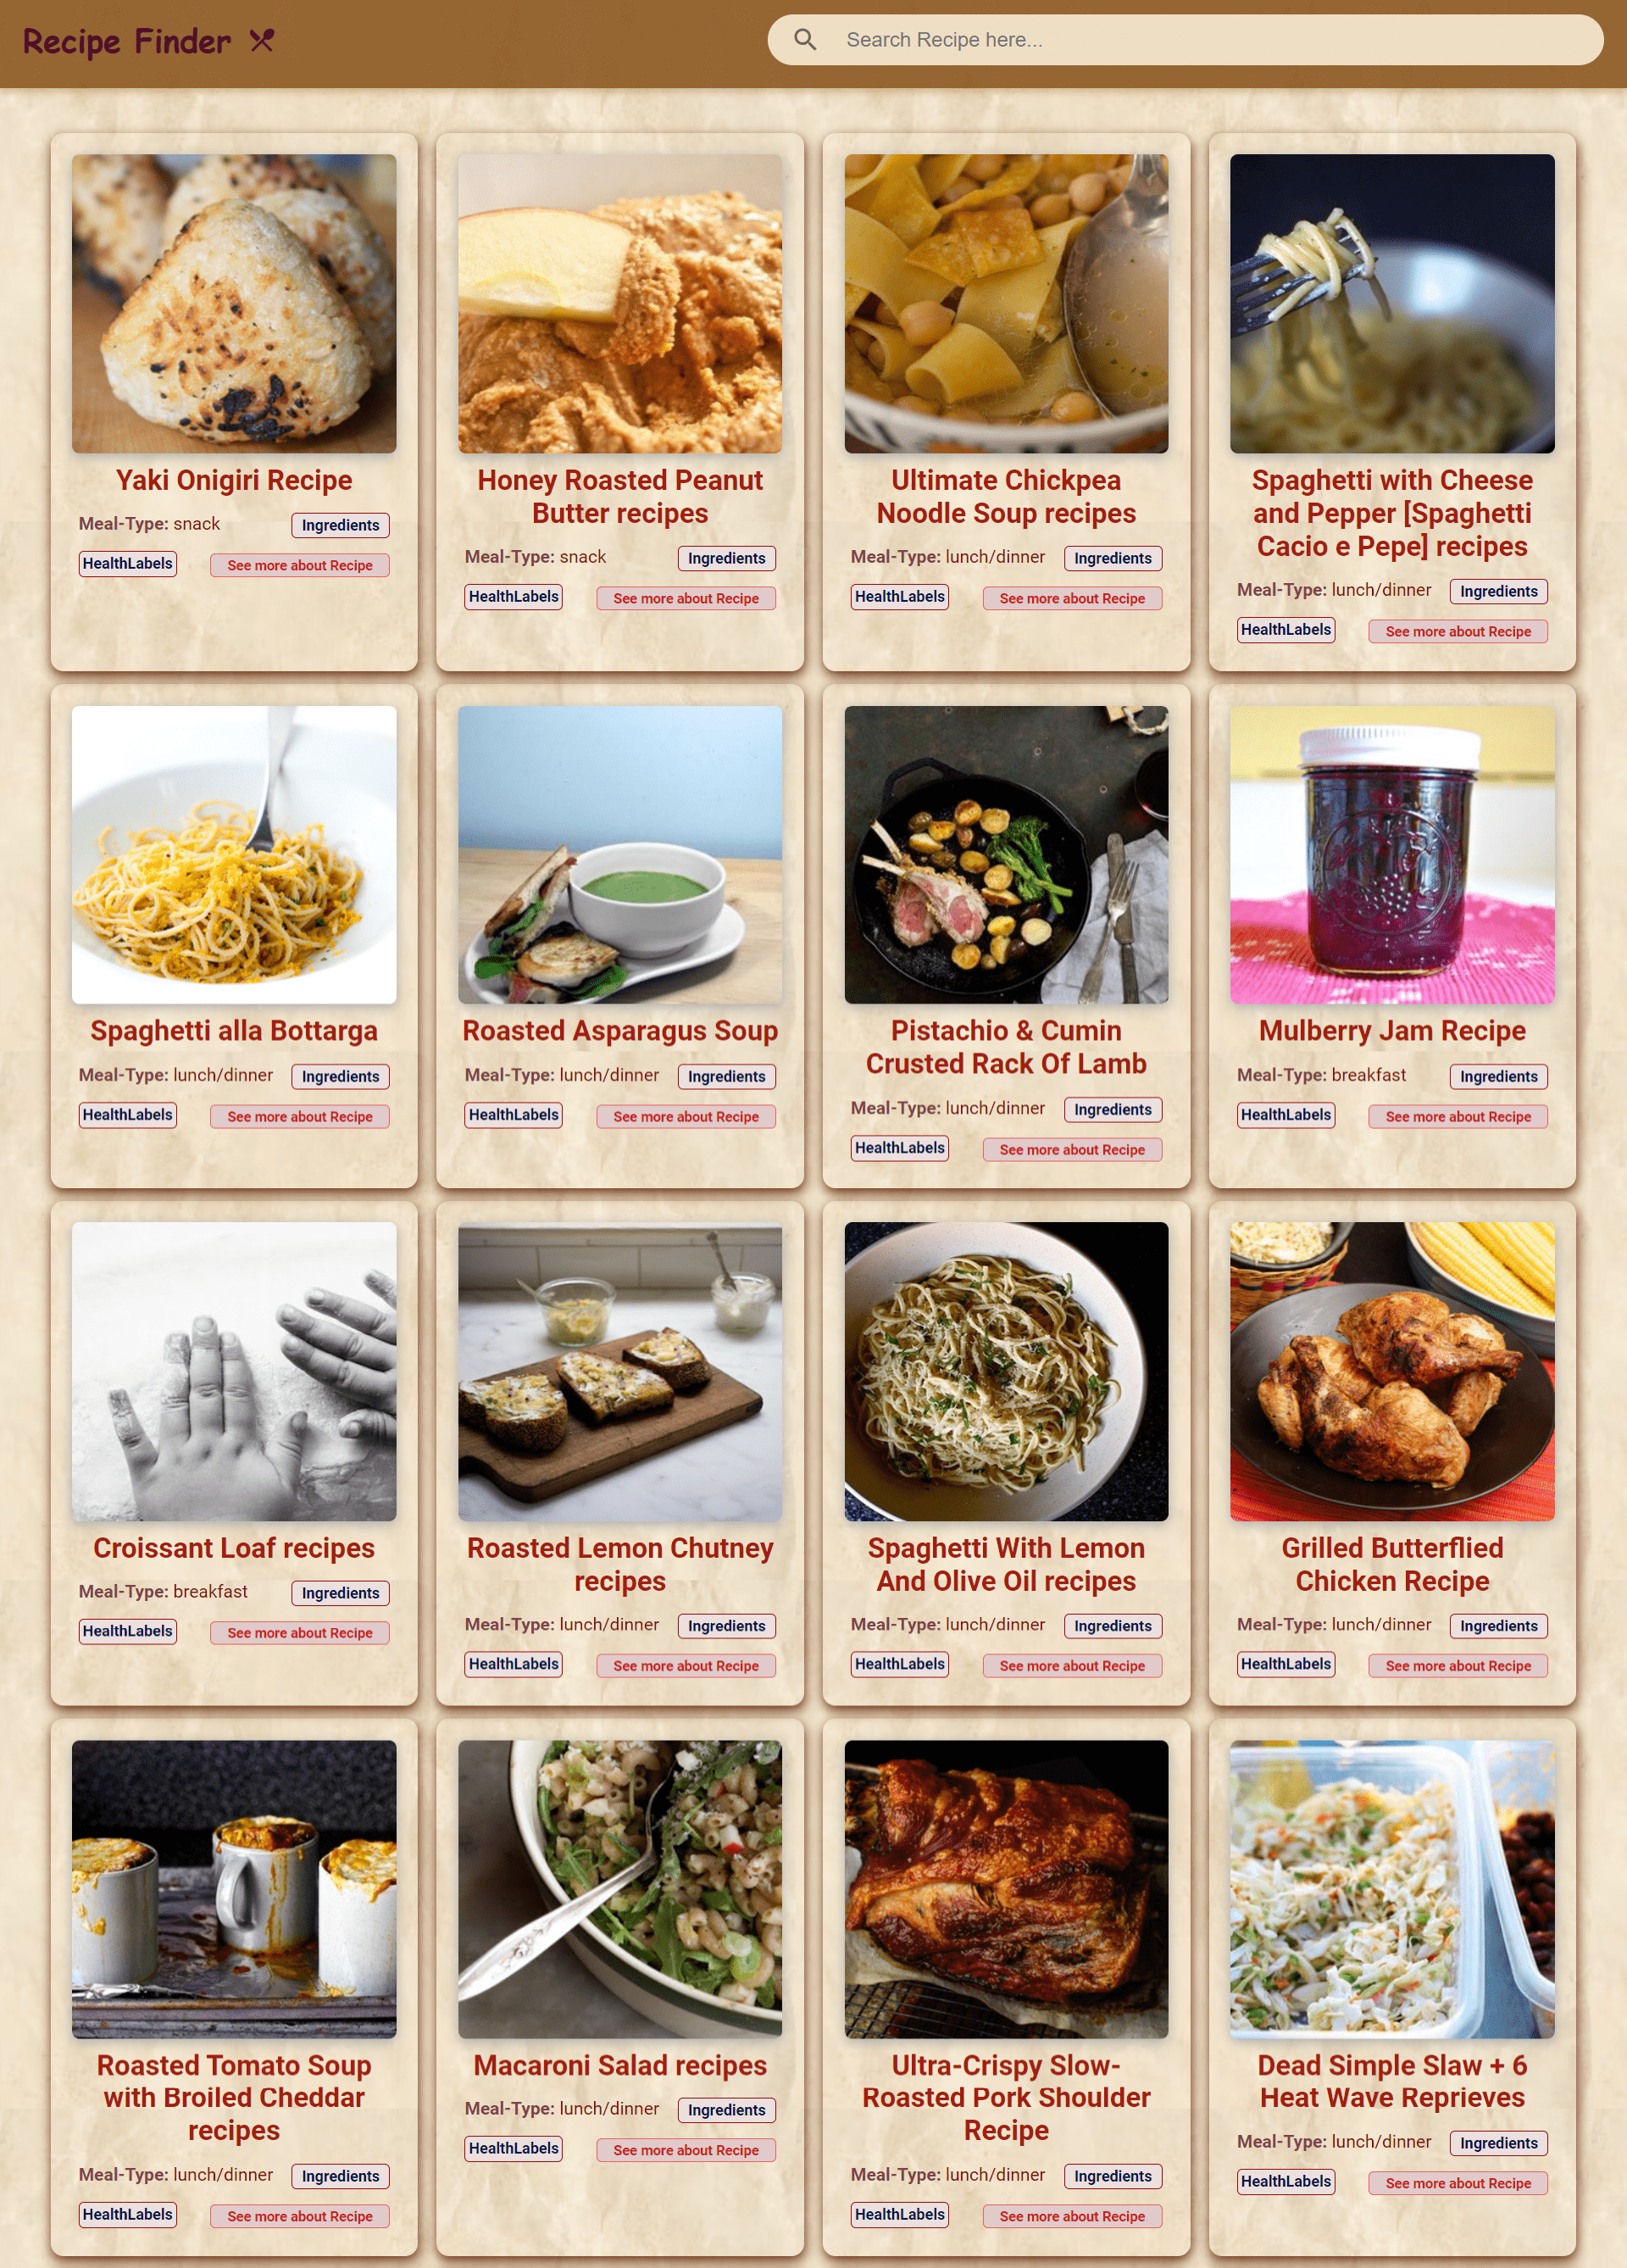 Recipe Finder
Search Recipe here...
Yaki Onigiri Recipe
Meal-Type: snack
Ingredients
HealthLabels
See more about Recipe
Honey Roasted Peanut
Butter recipes
Meal-Type: snack
Ingredients
HealthLabels
See more about Recipe
Ultimate Chickpea
Noodle Soup recipes
Meal-Type: lunch/dinner
Ingredients
HealthLabels
See more about Recipe
Spaghetti with Cheese
and Pepper [Spaghetti
Cacio e Pepe] recipes
Meal-Type: lunch/dinner
Ingredients
HealthLabels
See more about Recipe
Spaghetti alla Bottarga
Meal-Type: lunch/dinner
Ingredients
HealthLabels
See more about Recipe
Roasted Asparagus Soup
Meal-Type: lunch/dinner
Ingredients
HealthLabels
See more about Recipe
Pistachio & Cumin
Crusted Rack Of Lamb
Meal-Type: lunch/dinner
Ingredients
HealthLabels
See more about Recipe
Mulberry Jam Recipe
Meal-Type: breakfast
Ingredients
HealthLabels
See more about Recipe
Croissant Loaf recipes
Meal-Type: breakfast
Ingredients
HealthLabels
See more about Recipe
Roasted Lemon Chutney
recipes
Meal-Type: lunch/dinner
Ingredients
HealthLabels
See more about Recipe
Spaghetti With Lemon
And Olive Oil recipes
Meal-Type: lunch/dinner
Ingredients
HealthLabels
See more about Recipe
Grilled Butterflied
Chicken Recipe
Meal-Type: lunch/dinner
Ingredients
HealthLabels
See more about Recipe
Roasted Tomato Soup
with Broiled Cheddar
recipes
Meal-Type: lunch/dinner
Ingredients
HealthLabels
See more about Recipe
Macaroni Salad recipes
Meal-Type: lunch/dinner
Ingredients
HealthLabels
See more about Recipe
Ultra-Crispy Slow-
Roasted Pork Shoulder
Recipe
Meal-Type: lunch/dinner
Ingredients
HealthLabels
See more about Recipe
Dead Simple Slaw + 6
Heat Wave Reprieves
Meal-Type: lunch/dinner
Ingredients
HealthLabels
See more about Recipe